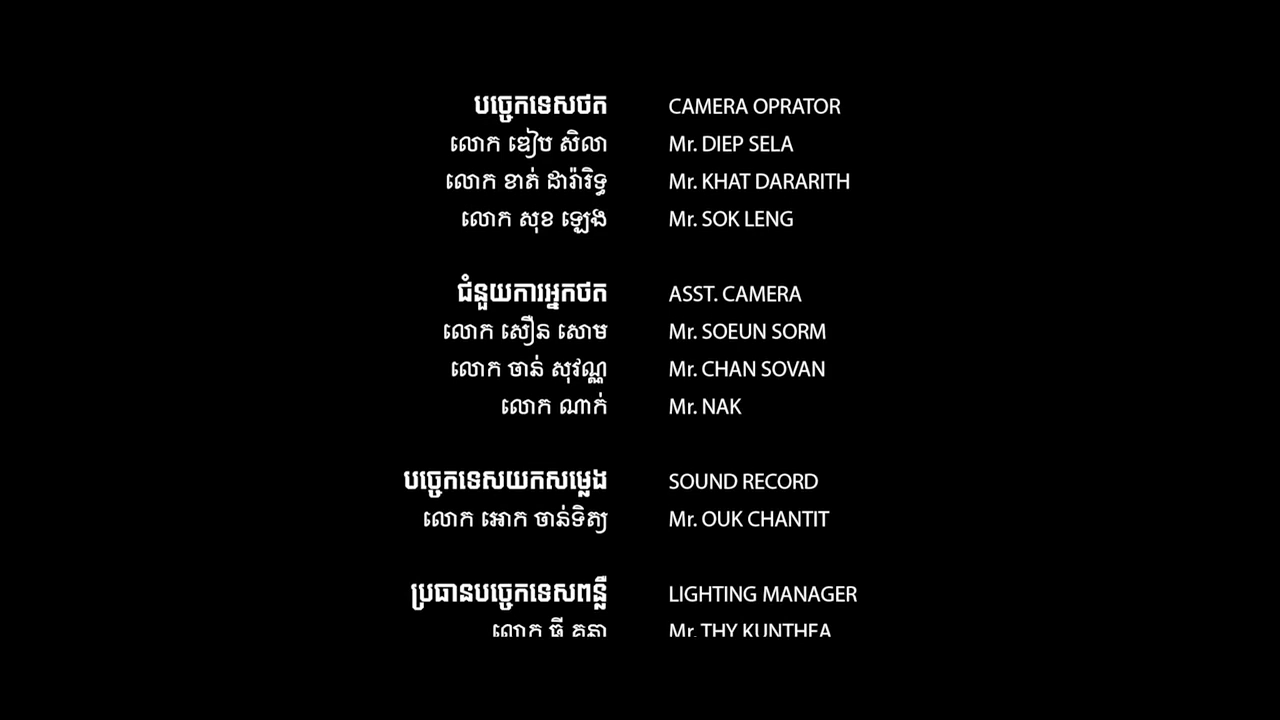 បច្ចេកទេសថត CAMERA OPRATOR
លោក ឌៀប សិលា Mr. DIEP SELA
លោក ខាត់ ដារ៉ារិទ្ធ Mr. KHAT DARARITH
លោក សុខ ឡេង Mr. SOK LENG
ជំនួយការអ្នកថត ASST. CAMERA
លោក សឿន សោម Mr. SOEUN SORM
លោក ចាន់ សុវណ្ណ Mr. CHAN SOVAN
លោក ណាក់ Mr. NAK
បច្ចេកទេសយកសម្លេង SOUND RECORD
លោក អោក ចាន់ទិត្យ Mr. OUK CHANTIT
ប្រធានបច្ចេកទេសពន្លឺ LIGHTING MANAGER
លោក ធី Mr. THY KUNTHEA